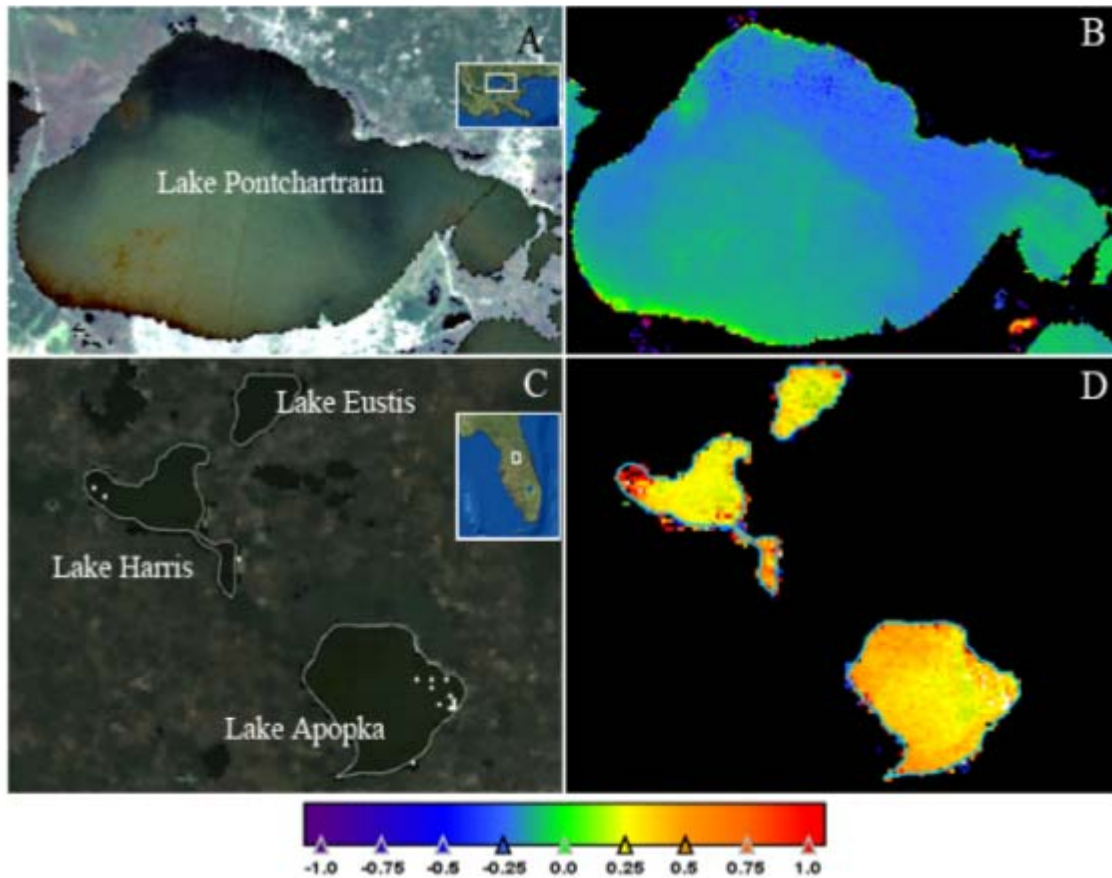 A
B
Lake Pontchartrain
C
D
Lake Eustis
Lake Harris
Lake Apopka
-1.0 -0.75 -0.5 -0.25 0.0 0.25 0.5 0.75 1.0